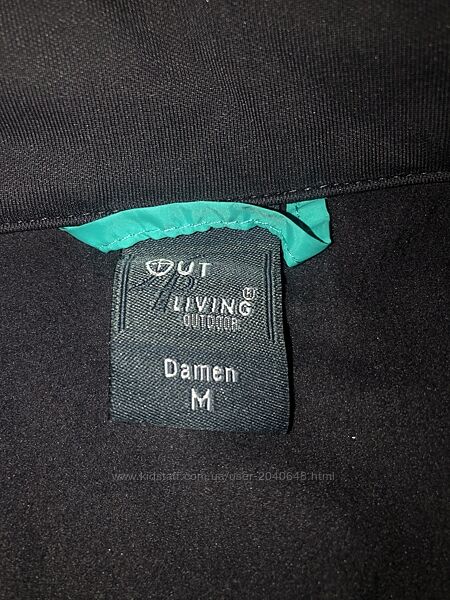 OUT
LIVING®
OUTDOOR
Damen
M
www.kidstaff.com.ua/user-2040648.html